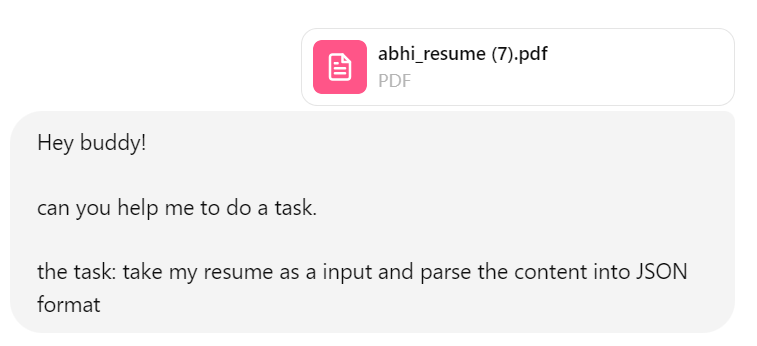 abhi_resume (7).pdf
PDF
Hey buddy!
can you help me to do a task.
the task: take my resume as a input and parse the content into JSON
format